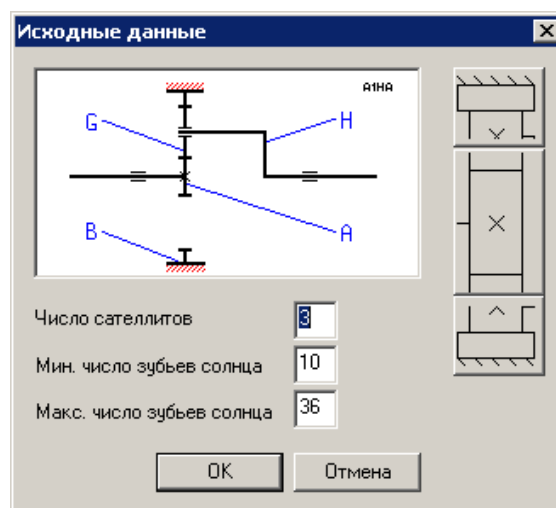 Исходные данные
A1HA
G
H
B
A
Число сателлитов 3
Мин. число зубьев солнца 10
Макс. число зубьев солнца 36
OK Отмена